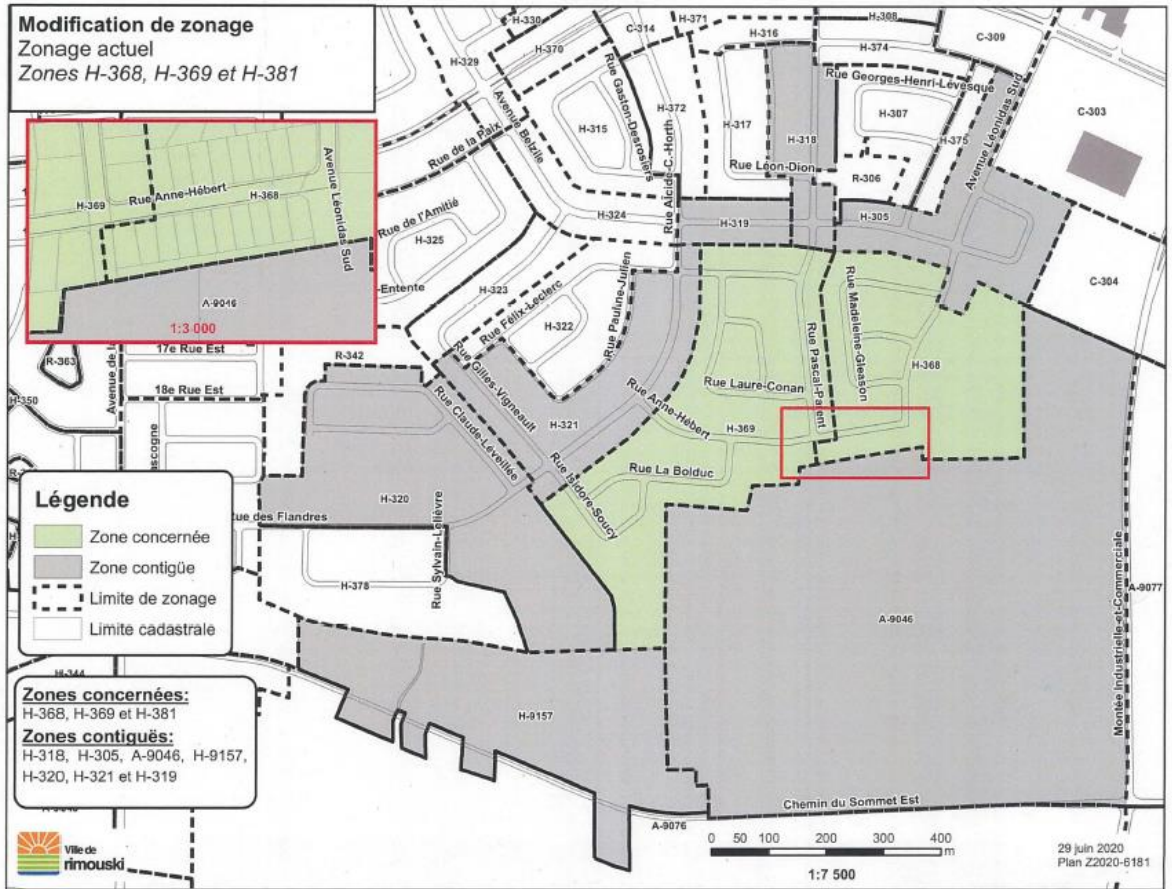 Modification de zonage
Zonage actuel
Zones H-368, H-369 et H-381
H-330
H-329
H-370
C-314
H-371
H-316
H-308
H-374
C-309
Rue Georges-Henri-Lévesque
H-307
H-375
C-303
Avenue Belzile
Rue Gaston-Desrosiers
H-315
H-372
H-317
H-318
Rue Léon-Dion
R-306
Avenue Léonidas Sud
Rue de la Paix
Rue Alcide-C.-Horth
H-324
H-319
H-305
Rue de l'Amitié
H-325
-Entente
H-323
Rue Félix-Leclerc
H-322
Rue Pauline-Julien
C-304
Rue Anne-Hébert
H-369
H-368
Avenue Léonidas Sud
A-9046
1:3 000
Rue Madeleine-Gleason
Rue Pascal-Parent
H-368
Rue Laure-Conan
Rue Anne-Hébert
H-369
Rue La Bolduc
Rue Isidore-Soucy
Rue Gilles-Vigneault
Rue Claude-Léveillée
H-321
R-363
17e Rue Est
18e Rue Est
R-342
H-350
Avenue de la
ascogne
H-320
Rue des Flandres
Rue Sylvain-Lelièvre
H-378
A-9046
Montée Industrielle-et-Commerciale
A-9077
Légende
Zone concernée
Zone contigüe
Limite de zonage
Limite cadastrale
H-344
Zones concernées:
H-368, H-369 et H-381
Zones contiguës:
H-318, H-305, A-9046, H-9157,
H-320, H-321 et H-319
H-9157
A-9076
Chemin du Sommet Est
Ville de
rimouski
0 50 100 200 300 400
m
1:7 500
29 juin 2020
Plan Z2020-6181